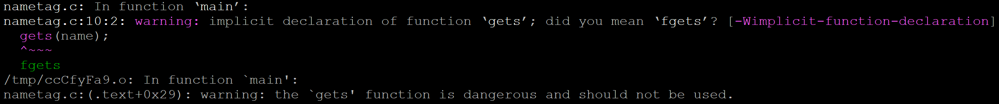 nametag.c: In function ‘main’:
nametag.c:10:2: warning: implicit declaration of function ‘gets’; did you mean ‘fgets’? [-Wimplicit-function-declaration]
  gets(name);
  ^~~~
  fgets
/tmp/ccCfyFa9.o: In function `main':
nametag.c:(.text+0x29): warning: the `gets' function is dangerous and should not be used.